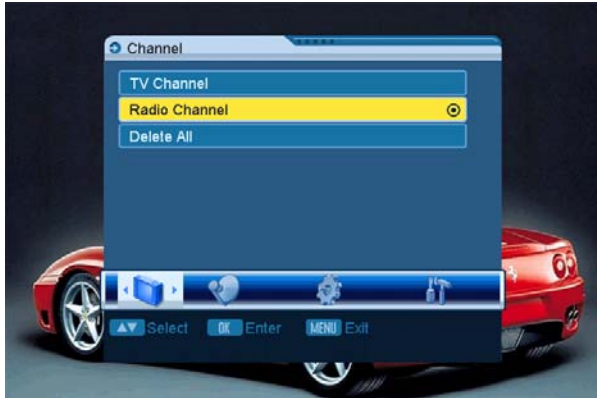 Channel
TV Channel
Radio Channel
Delete All
▲▼ Select OK Enter MENU Exit